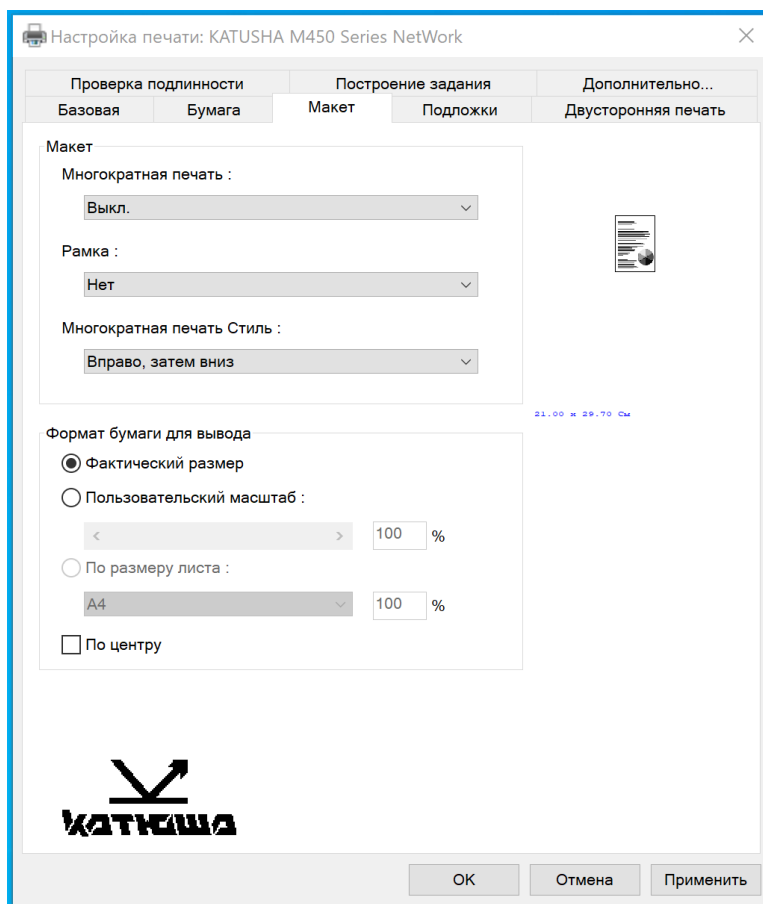 Настройка печати: KATUSHA M450 Series NetWork
Проверка подлинности Построение задания Дополнительно...
Базовая Бумага Макет Подложки Двусторонняя печать
Макет
Многократная печать :
Выкл.
Рамка :
Нет
Многократная печать Стиль :
Вправо, затем вниз
21.00 x 29.70 См
Формат бумаги для вывода
Фактический размер
Пользовательский масштаб :
100 %
По размеру листа :
A4 100 %
По центру
катюша
OK Отмена Применить